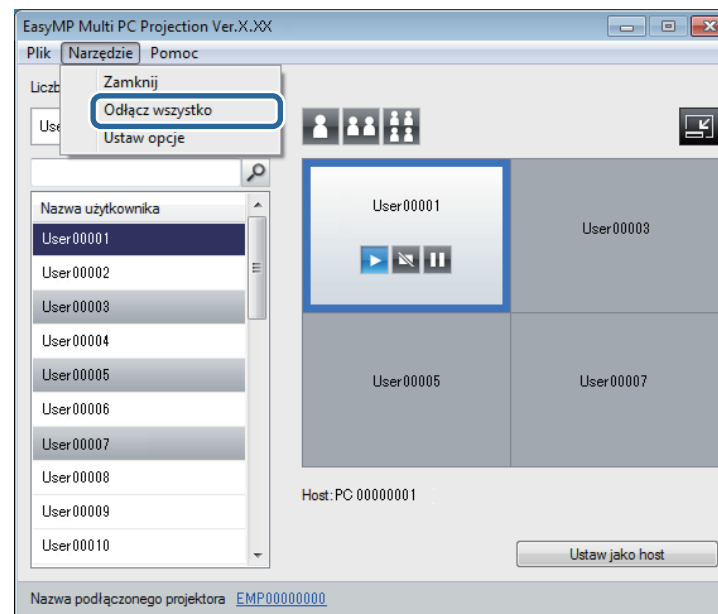 EasyMP Multi PC Projection Ver.X.XX
Plik Narzędzie Pomoc
Zamknij
Odłącz wszystko
Ustaw opcje
Liczb
Use
Nazwa użytkownika
User00001
User00002
User00003
User00004
User00005
User00006
User00007
User00008
User00009
User00010
User00001
User00003
User00005
User00007
Host:PC 00000001
Ustaw jako host
Nazwa podłączonego projektora EMP00000000